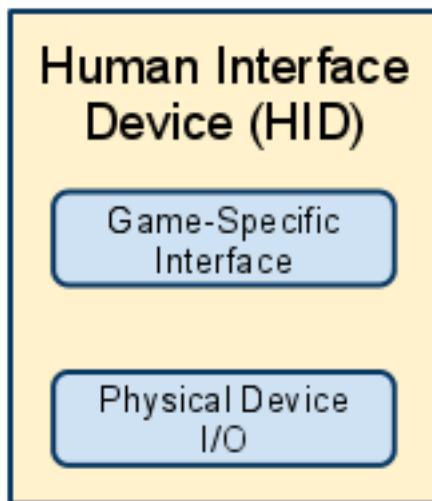 Human Interface
Device (HID)
Game-Specific
Interface
Physical Device
I/O